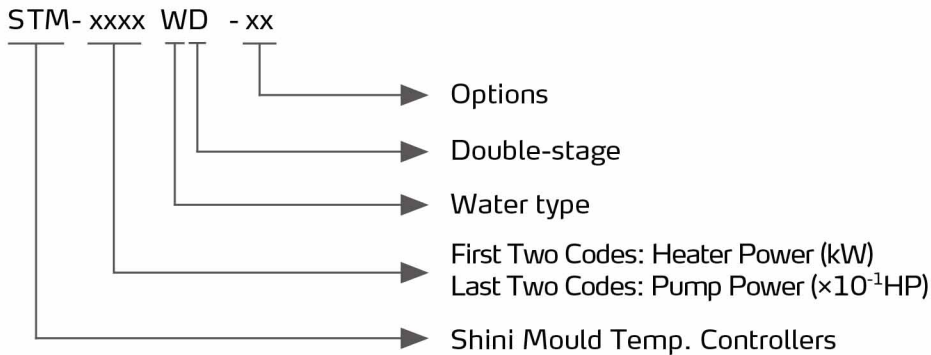 STM- xxxx WD - xx
Options
Double-stage
Water type
First Two Codes: Heater Power (kW)
Last Two Codes: Pump Power (×10⁻¹HP)
Shini Mould Temp. Controllers